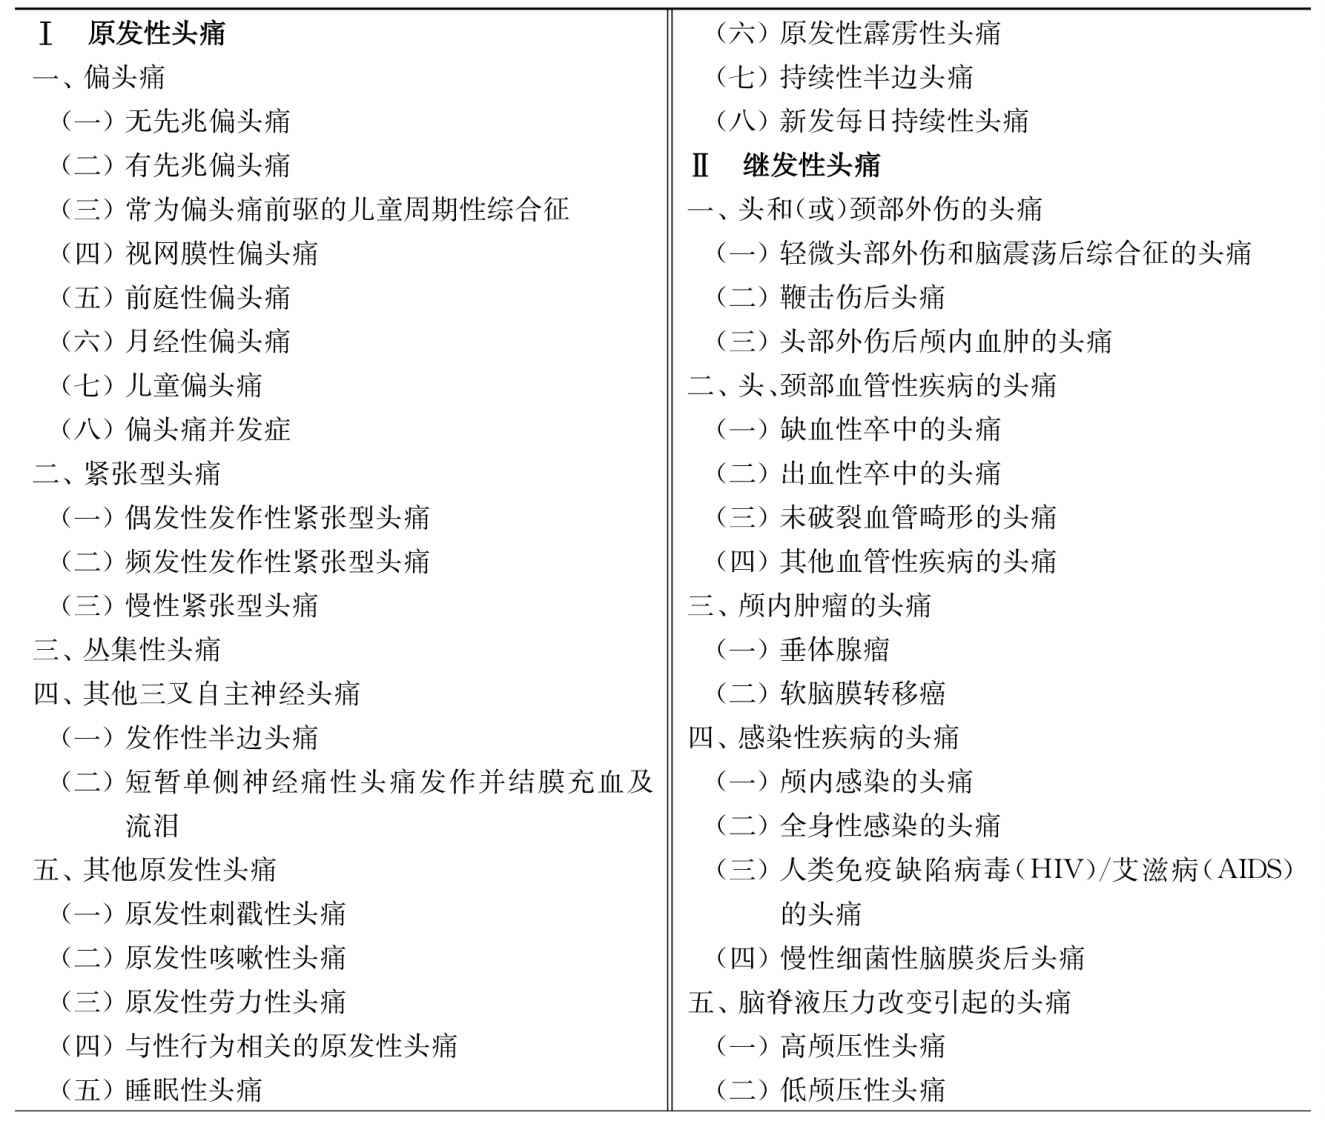 Ⅰ 原发性头痛
一、偏头痛
（一）无先兆偏头痛
（二）有先兆偏头痛
（三）常为偏头痛前驱的儿童周期性综合征
（四）视网膜性偏头痛
（五）前庭性偏头痛
（六）月经性偏头痛
（七）儿童偏头痛
（八）偏头痛并发症
二、紧张型头痛
（一）偶发性发作性紧张型头痛
（二）频发性发作性紧张型头痛
（三）慢性紧张型头痛
三、丛集性头痛
四、其他三叉自主神经头痛
（一）发作性半边头痛
（二）短暂单侧神经痛性头痛发作并结膜充血及
流泪
五、其他原发性头痛
（一）原发性刺戳性头痛
（二）原发性咳嗽性头痛
（三）原发性劳力性头痛
（四）与性行为相关的原发性头痛
（五）睡眠性头痛
（六）原发性霹雳性头痛
（七）持续性半边头痛
（八）新发每日持续性头痛
Ⅱ 继发性头痛
一、头和（或）颈部外伤的头痛
（一）轻微头部外伤和脑震荡后综合征的头痛
（二）鞭击伤后头痛
（三）头部外伤后颅内血肿的头痛
二、头、颈部血管性疾病的头痛
（一）缺血性卒中的头痛
（二）出血性卒中的头痛
（三）未破裂血管畸形的头痛
（四）其他血管性疾病的头痛
三、颅内肿瘤的头痛
（一）垂体腺瘤
（二）软脑膜转移癌
四、感染性疾病的头痛
（一）颅内感染的头痛
（二）全身性感染的头痛
（三）人类免疫缺陷病毒（HIV）/艾滋病（AIDS）
的头痛
（四）慢性细菌性脑膜炎后头痛
五、脑脊液压力改变引起的头痛
（一）高颅压性头痛
（二）低颅压性头痛